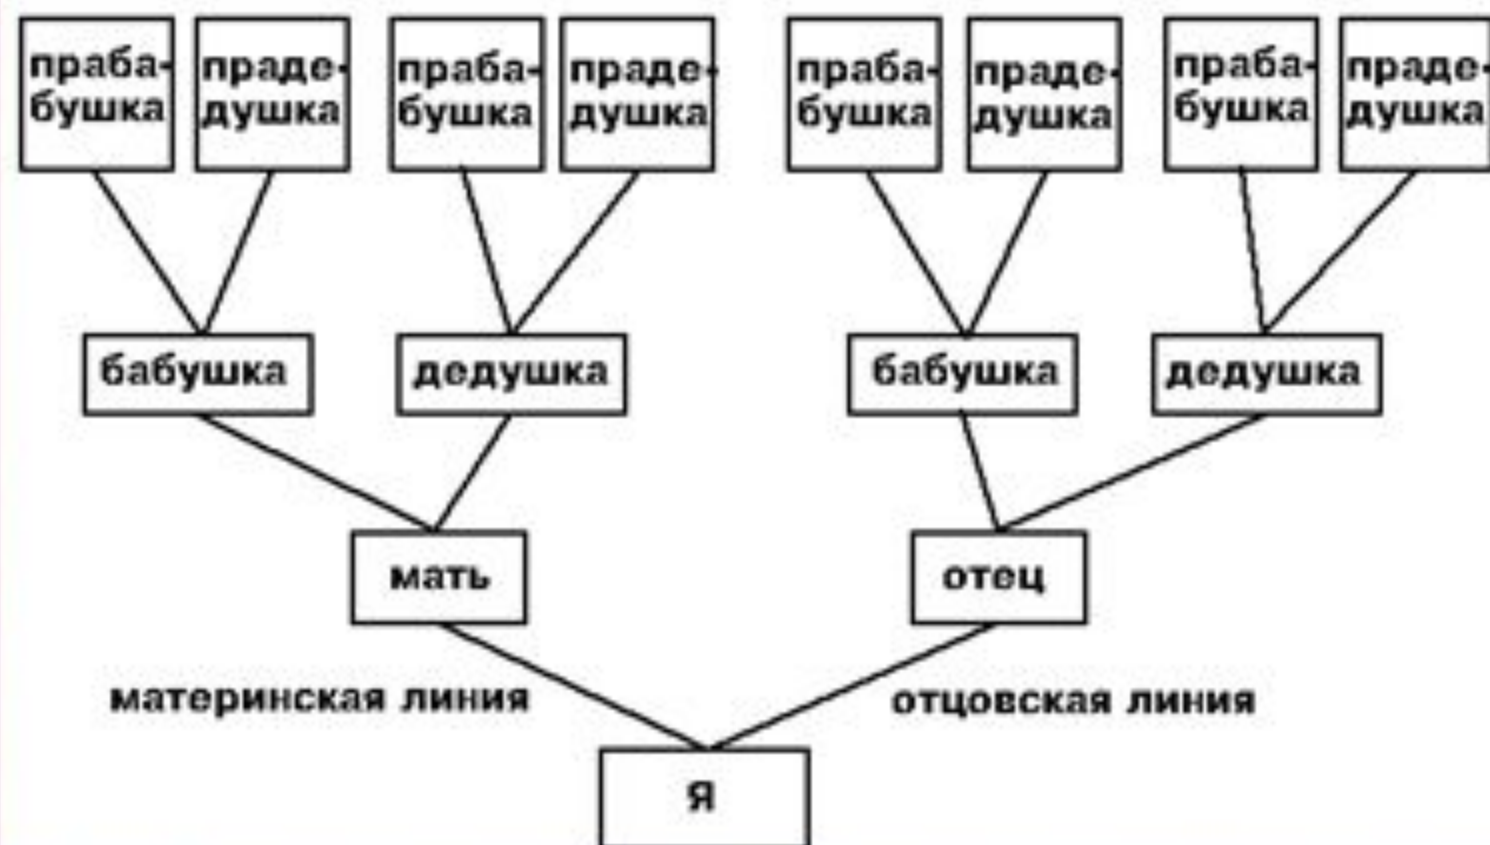 праба-
бушка
праде-
душка
праба-
бушка
праде-
душка
праба-
бушка
праде-
душка
праба-
бушка
праде-
душка
бабушка
дедушка
бабушка
дедушка
мать
отец
материнская линия
отцовская линия
Я